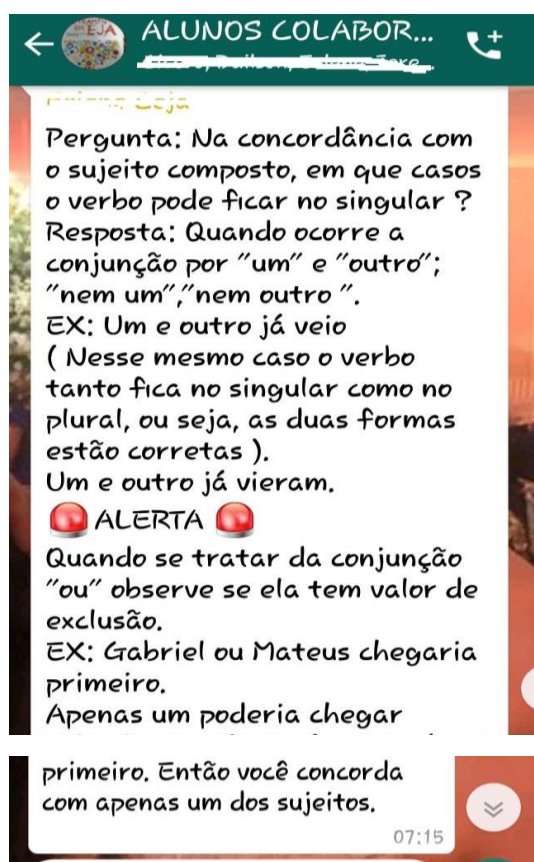 EJA
ALUNOS COLABOR...
Pergunta: Na concordância com
o sujeito composto, em que casos
o verbo pode ficar no singular ?
Resposta: Quando ocorre a
conjunção por "um" e "outro";
"nem um","nem outro ".
EX: Um e outro já veio
( Nesse mesmo caso o verbo
tanto fica no singular como no
plural, ou seja, as duas formas
estão corretas ).
Um e outro já vieram.
ALERTA
Quando se tratar da conjunção
"ou" observe se ela tem valor de
exclusão.
EX: Gabriel ou Mateus chegaria
primeiro.
Apenas um poderia chegar
primeiro. Então você concorda
com apenas um dos sujeitos.
07:15